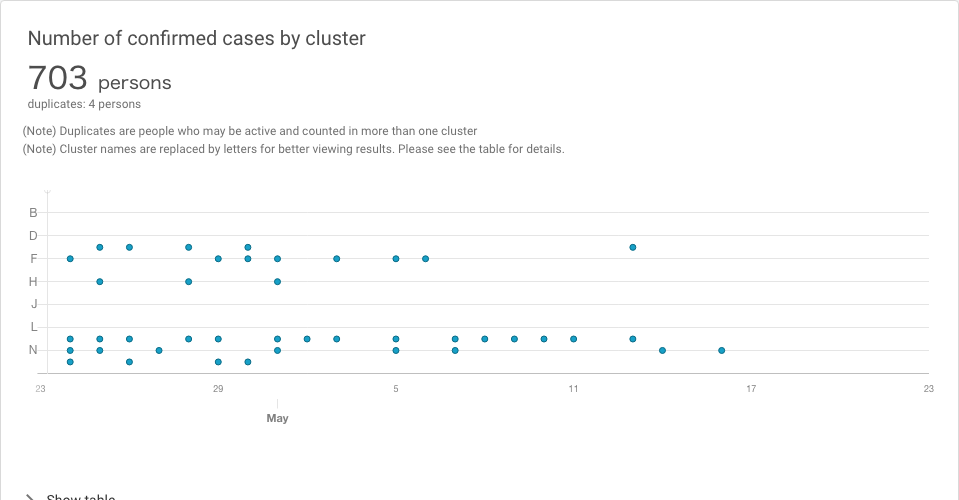 Number of confirmed cases by cluster
703 persons
duplicates: 4 persons
(Note) Duplicates are people who may be active and counted in more than one cluster
(Note) Cluster names are replaced by letters for better viewing results. Please see the table for details.
B
D
F
H
J
L
N
23 29 5 11 17 23
May
Show table